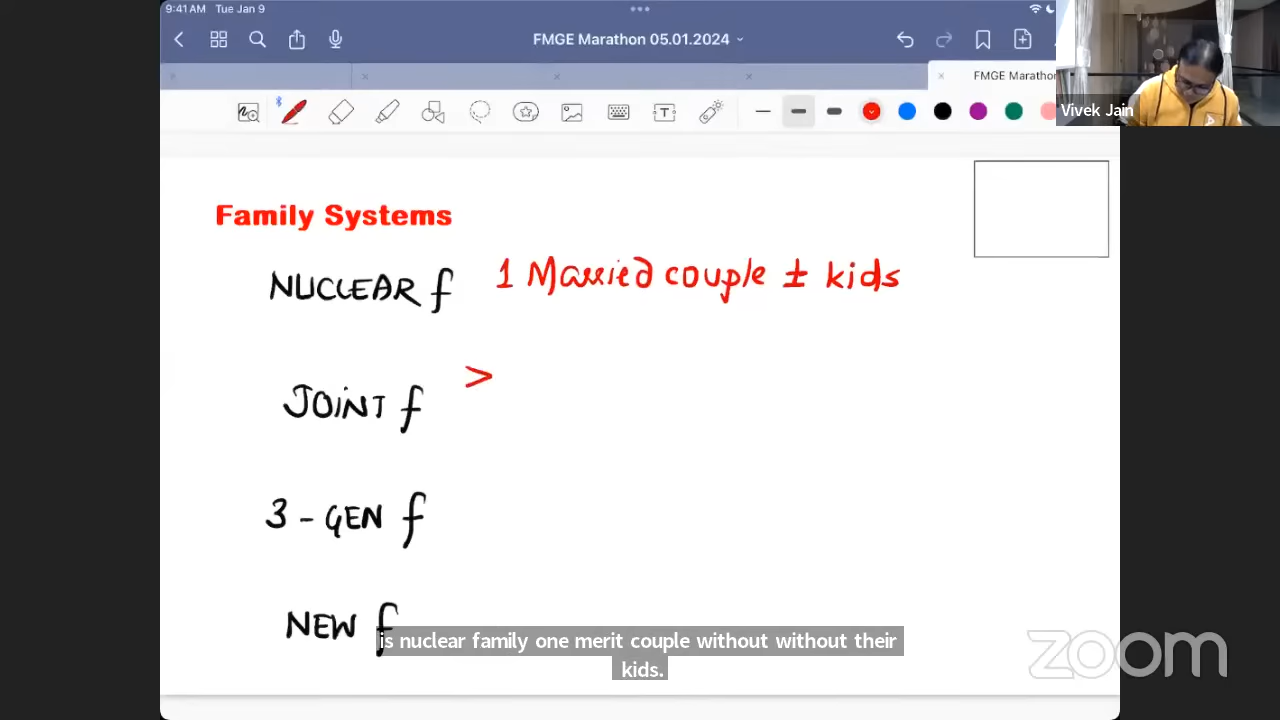 9:41 AM Tue Jan 9
FMGE Marathon 05.01.2024
FMGE Marathon
Vivek Jain
Family Systems
NUCLEAR f 1 Married couple ± kids
JOINT f >
3 - GEN f
NEW f
is nuclear family one merit couple without without their
kids.
zoom